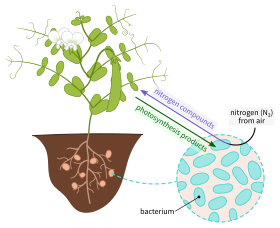 nitrogen compounds
photosynthesis products
nitrogen (N₂)
from air
bacterium